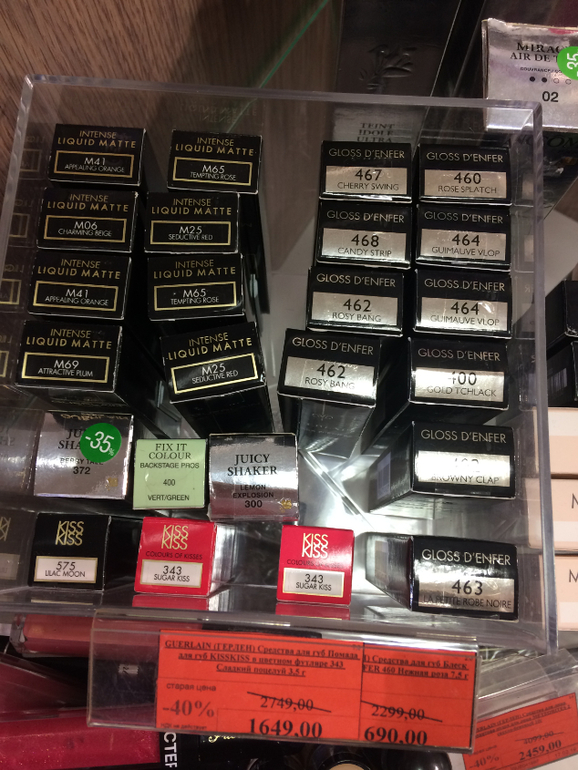 MIRAC
AIR DE T
02
35
TEINT
IDOLE
ULTRA
INTENSE
LIQUID MATTE
M41
APPEALING ORANGE
INTENSE
LIQUID MATTE
M65
TEMPTING ROSE
GLOSS D'ENFER
467
CHERRY SWING
GLOSS D'ENFER
460
ROSE SPLATCH
INTENSE
LIQUID MATTE
M06
CHARMING BEIGE
INTENSE
LIQUID MATTE
M25
SEDUCTIVE RED
GLOSS D'ENFER
468
CANDY STRIP
GLOSS D'ENFER
464
GUIMAUVE VLOP
INTENSE
LIQUID MATTE
M41
APPEALING ORANGE
INTENSE
LIQUID MATTE
M65
TEMPTING ROSE
GLOSS D'ENFER
462
ROSY BANG
GLOSS D'ENFER
464
GUIMAUVE VLOP
INTENSE
LIQUID MATTE
M69
ATTRACTIVE PLUM
INTENSE
LIQUID MATTE
M25
SEDUCTIVE RED
GLOSS D'ENFER
462
ROSY BANG
GLOSS D'ENFER
400
GOLD TCHLACK
JU
SHA
372
-35
FIX IT
COLOUR
BACKSTAGE PROS
400
VERT/GREEN
JUICY
SHAKER
LEMON
EXPLOSION
300
GLOSS D'ENFER
BROWNY CLAP
KISS
KISS
575
LILAC MOON
KISS
KISS
COLOURS OF KISSES
343
SUGAR KISS
KISS
KISS
343
SUGAR KISS
GLOSS D'ENFER
463
LA PETITE ROBE NOIRE
GUERLAIN (ГЕРЛЕН) Средства для губ Помада
для губ KISSKISS в цветном футляре 343
Сладкий поцелуй 3,5 г
старая цена
2749,00
-40%
1649.00
) Средства для губ Блеск
FER 460 Нежная роза 7,5 г
2299,00
690.00
-40%
2459.00